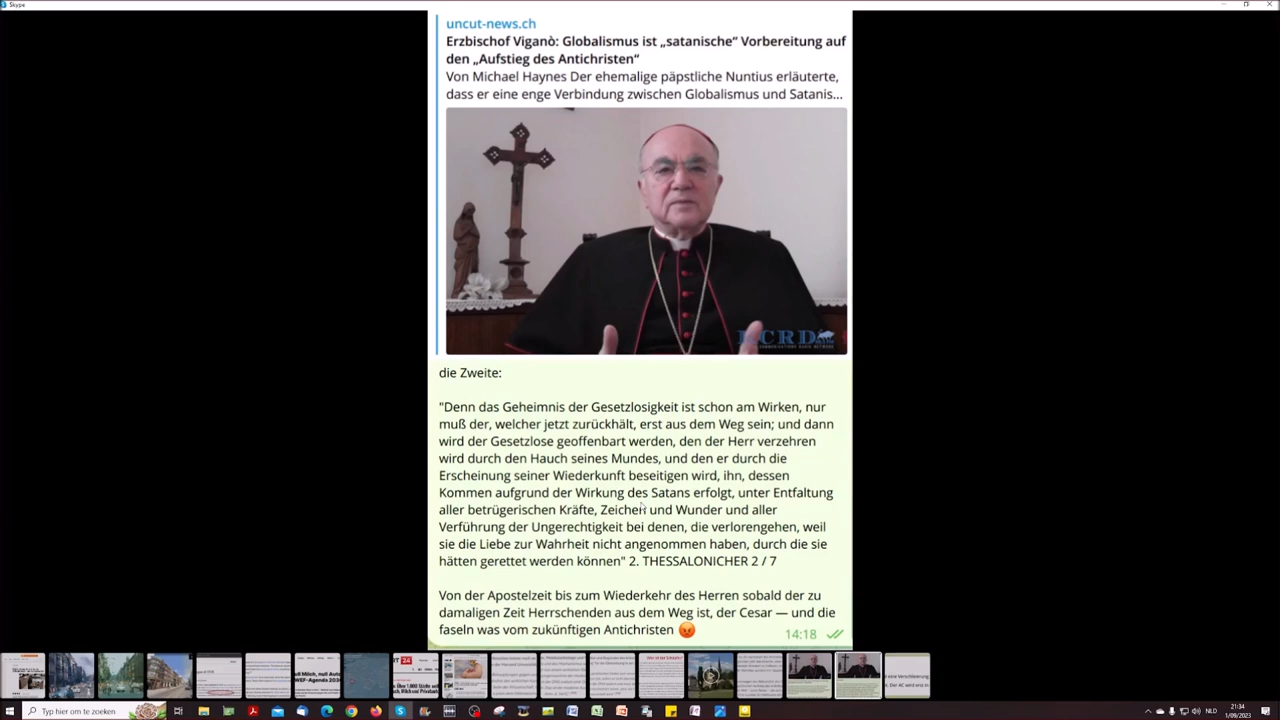 Skype
uncut-news.ch
Erzbischof Viganò: Globalismus ist „satanische“ Vorbereitung auf
den „Aufstieg des Antichristen“
Von Michael Haynes Der ehemalige päpstliche Nuntius erläuterte,
dass er eine enge Verbindung zwischen Globalismus und Satanis...
die Zweite:
"Denn das Geheimnis der Gesetzlosigkeit ist schon am Wirken, nur
muß der, welcher jetzt zurückhält, erst aus dem Weg sein; und dann
wird der Gesetzlose geoffenbart werden, den der Herr verzehren
wird durch den Hauch seines Mundes, und den er durch die
Erscheinung seiner Wiederkunft beseitigen wird, ihn, dessen
Kommen aufgrund der Wirkung des Satans erfolgt, unter Entfaltung
aller betrügerischen Kräfte, Zeichen und Wunder und aller
Verführung der Ungerechtigkeit bei denen, die verlorengehen, weil
sie die Liebe zur Wahrheit nicht angenommen haben, durch die sie
hätten gerettet werden können" 2. THESSALONICHER 2 / 7
Von der Apostelzeit bis zum Wiederkehr des Herren sobald der zu
damaligen Zeit Herrschenden aus dem Weg ist, der Cesar — und die
faseln was vom zukünftigen Antichristen 😡
14:18
Typ hier om te zoeken
NLD
21:34
1/09/2023